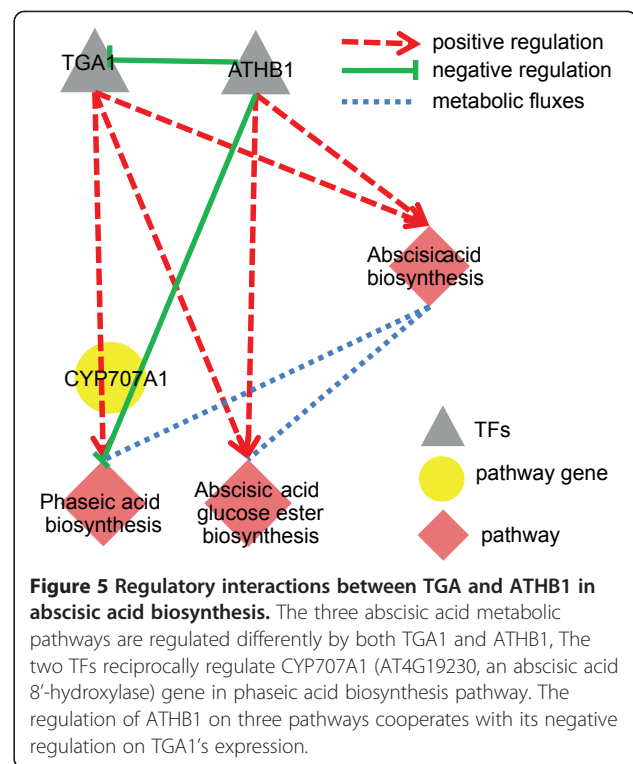 TGA1
ATHB1
positive regulation
negative regulation
metabolic fluxes
Abscisicacid
biosynthesis
CYP707A1
Phaseic acid
biosynthesis
Abscisic acid
glucose ester
biosynthesis
TFs
pathway gene
pathway
Figure 5 Regulatory interactions between TGA and ATHB1 in
abscisic acid biosynthesis. The three abscisic acid metabolic
pathways are regulated differently by both TGA1 and ATHB1, The
two TFs reciprocally regulate CYP707A1 (AT4G19230, an abscisic acid
8′-hydroxylase) gene in phaseic acid biosynthesis pathway. The
regulation of ATHB1 on three pathways cooperates with its negative
regulation on TGA1's expression.